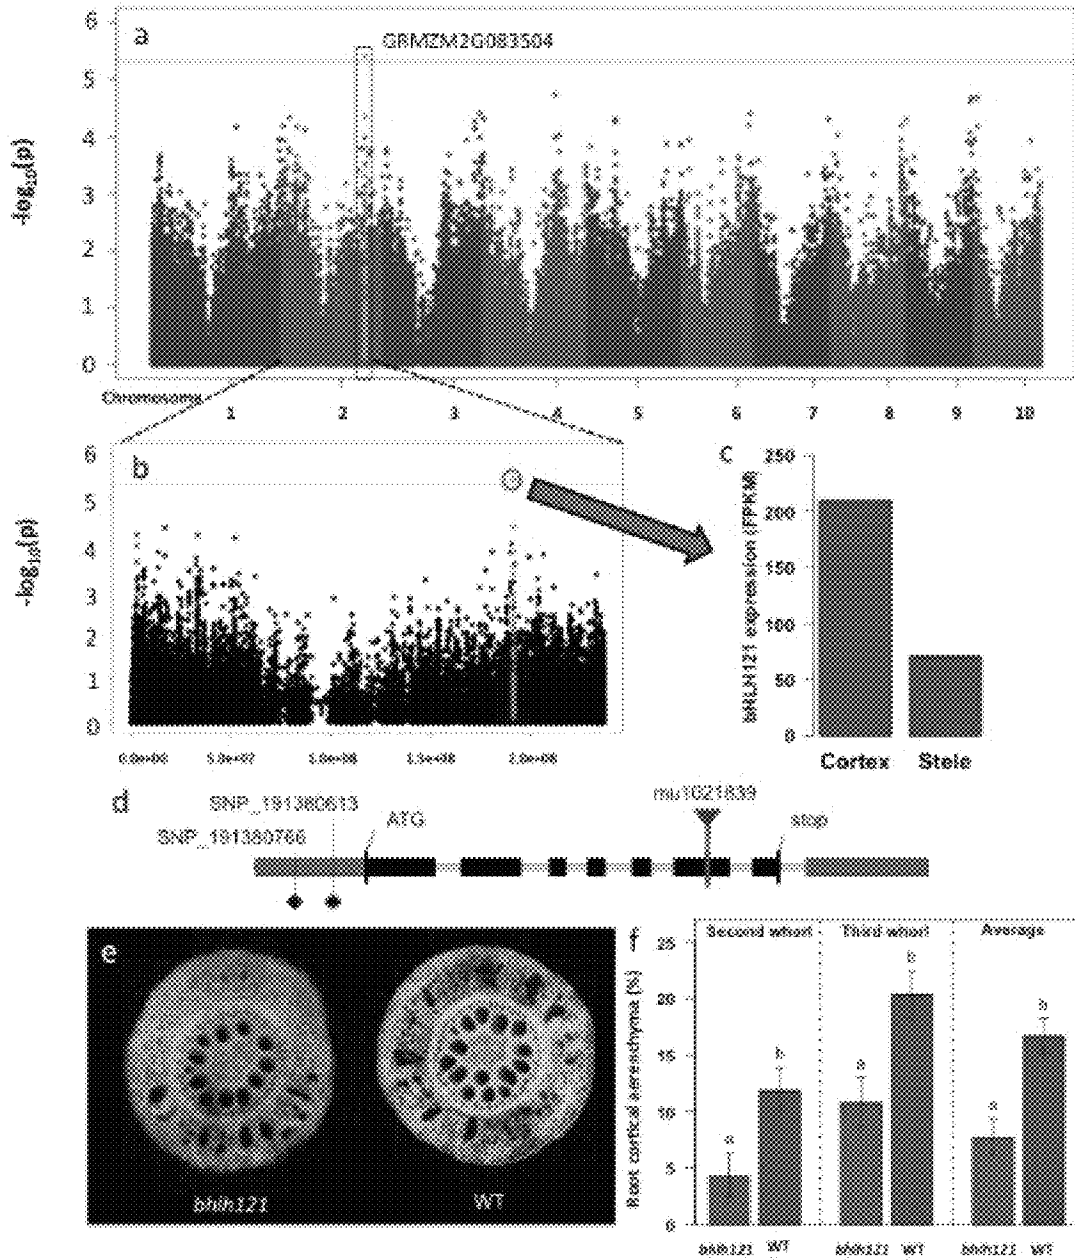 a
GRMZM2G083504
-log10(p)
6
5
4
3
2
1
0
Chromosome 1 2 3 4 5 6 7 8 9 10
b
-log10(p)
6
5
4
3
2
1
0
0.0e+00 5.0e+07 1.0e+08 1.5e+08 2.0e+08
c
bHLH121 expression (FPKM)
250
200
150
100
50
0
Cortex Stele
d
SNP_191380613
SNP_191380766
ATG
mu1021839
stop
e
bhlh121 WT
f
Second whorl Third whorl Average
Root cortical aerenchyma (%)
25
20
15
10
5
0
a b a b a b
bhlh121 WT bhlh121 WT bhlh121 WT